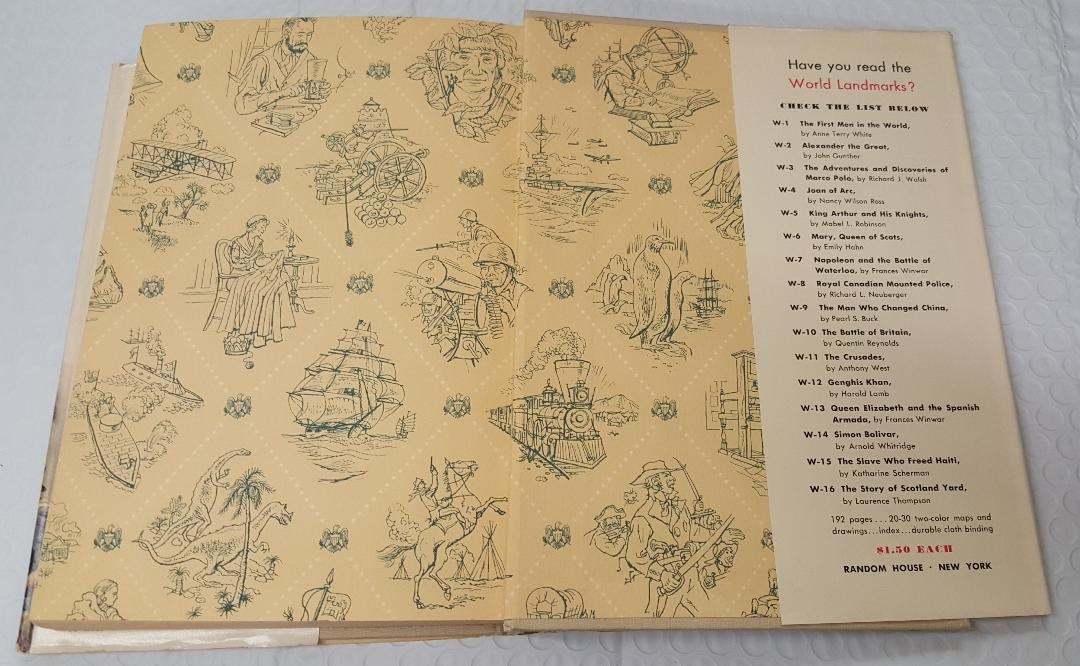 Have you read the
World Landmarks?
CHECK THE LIST BELOW
W-1 The First Men in the World,
by Anne Terry White
W-2 Alexander the Great,
by John Gunther
W-3 The Adventures and Discoveries of
Marco Polo, by Richard J. Walsh
W-4 Joan of Arc,
by Nancy Wilson Ross
W-5 King Arthur and His Knights,
by Mabel L. Robinson
W-6 Mary, Queen of Scots,
by Emily Hahn
W-7 Napoleon and the Battle of
Waterloo, by Frances Winwar
W-8 Royal Canadian Mounted Police,
by Richard L. Neuberger
W-9 The Man Who Changed China,
by Pearl S. Buck
W-10 The Battle of Britain,
by Quentin Reynolds
W-11 The Crusades,
by Anthony West
W-12 Genghis Khan,
by Harold Lamb
W-13 Queen Elizabeth and the Spanish
Armada, by Frances Winwar
W-14 Simon Bolivar,
by Arnold Whitridge
W-15 The Slave Who Freed Haiti,
by Katharine Scherman
W-16 The Story of Scotland Yard,
by Laurence Thompson
192 pages...20-30 two-color maps and
drawings...index...durable cloth binding
$1.50 EACH
RANDOM HOUSE · NEW YORK